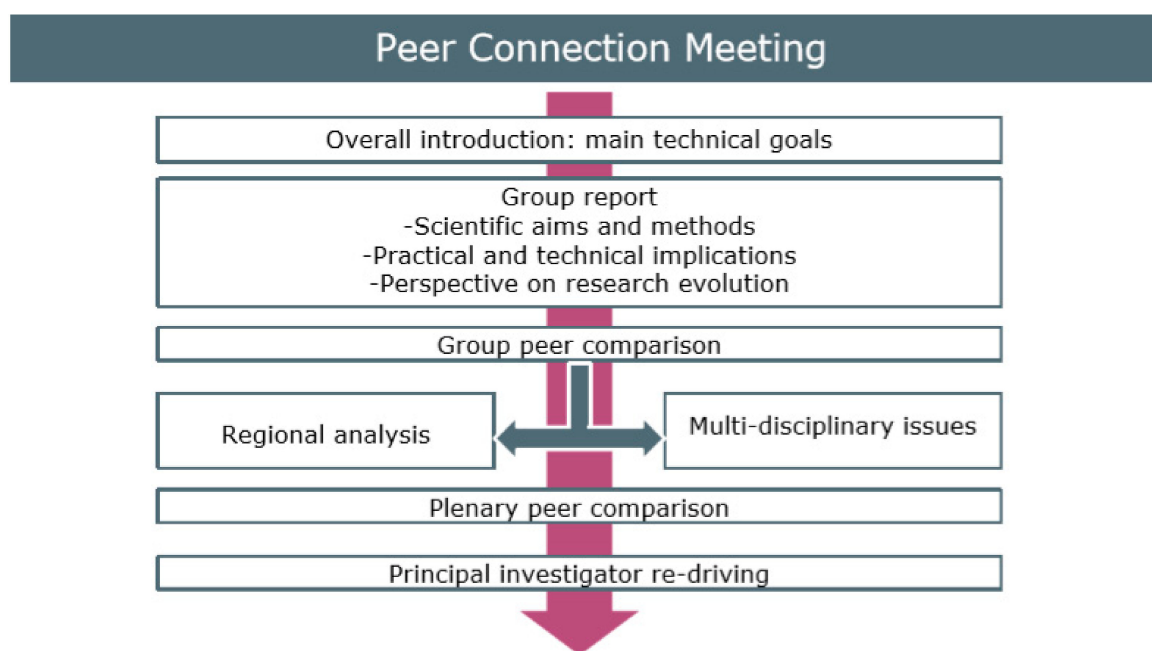 Peer Connection Meeting
Overall introduction: main technical goals
Group report
-Scientific aims and methods
-Practical and technical implications
-Perspective on research evolution
Group peer comparison
Regional analysis
Multi-disciplinary issues
Plenary peer comparison
Principal investigator re-driving